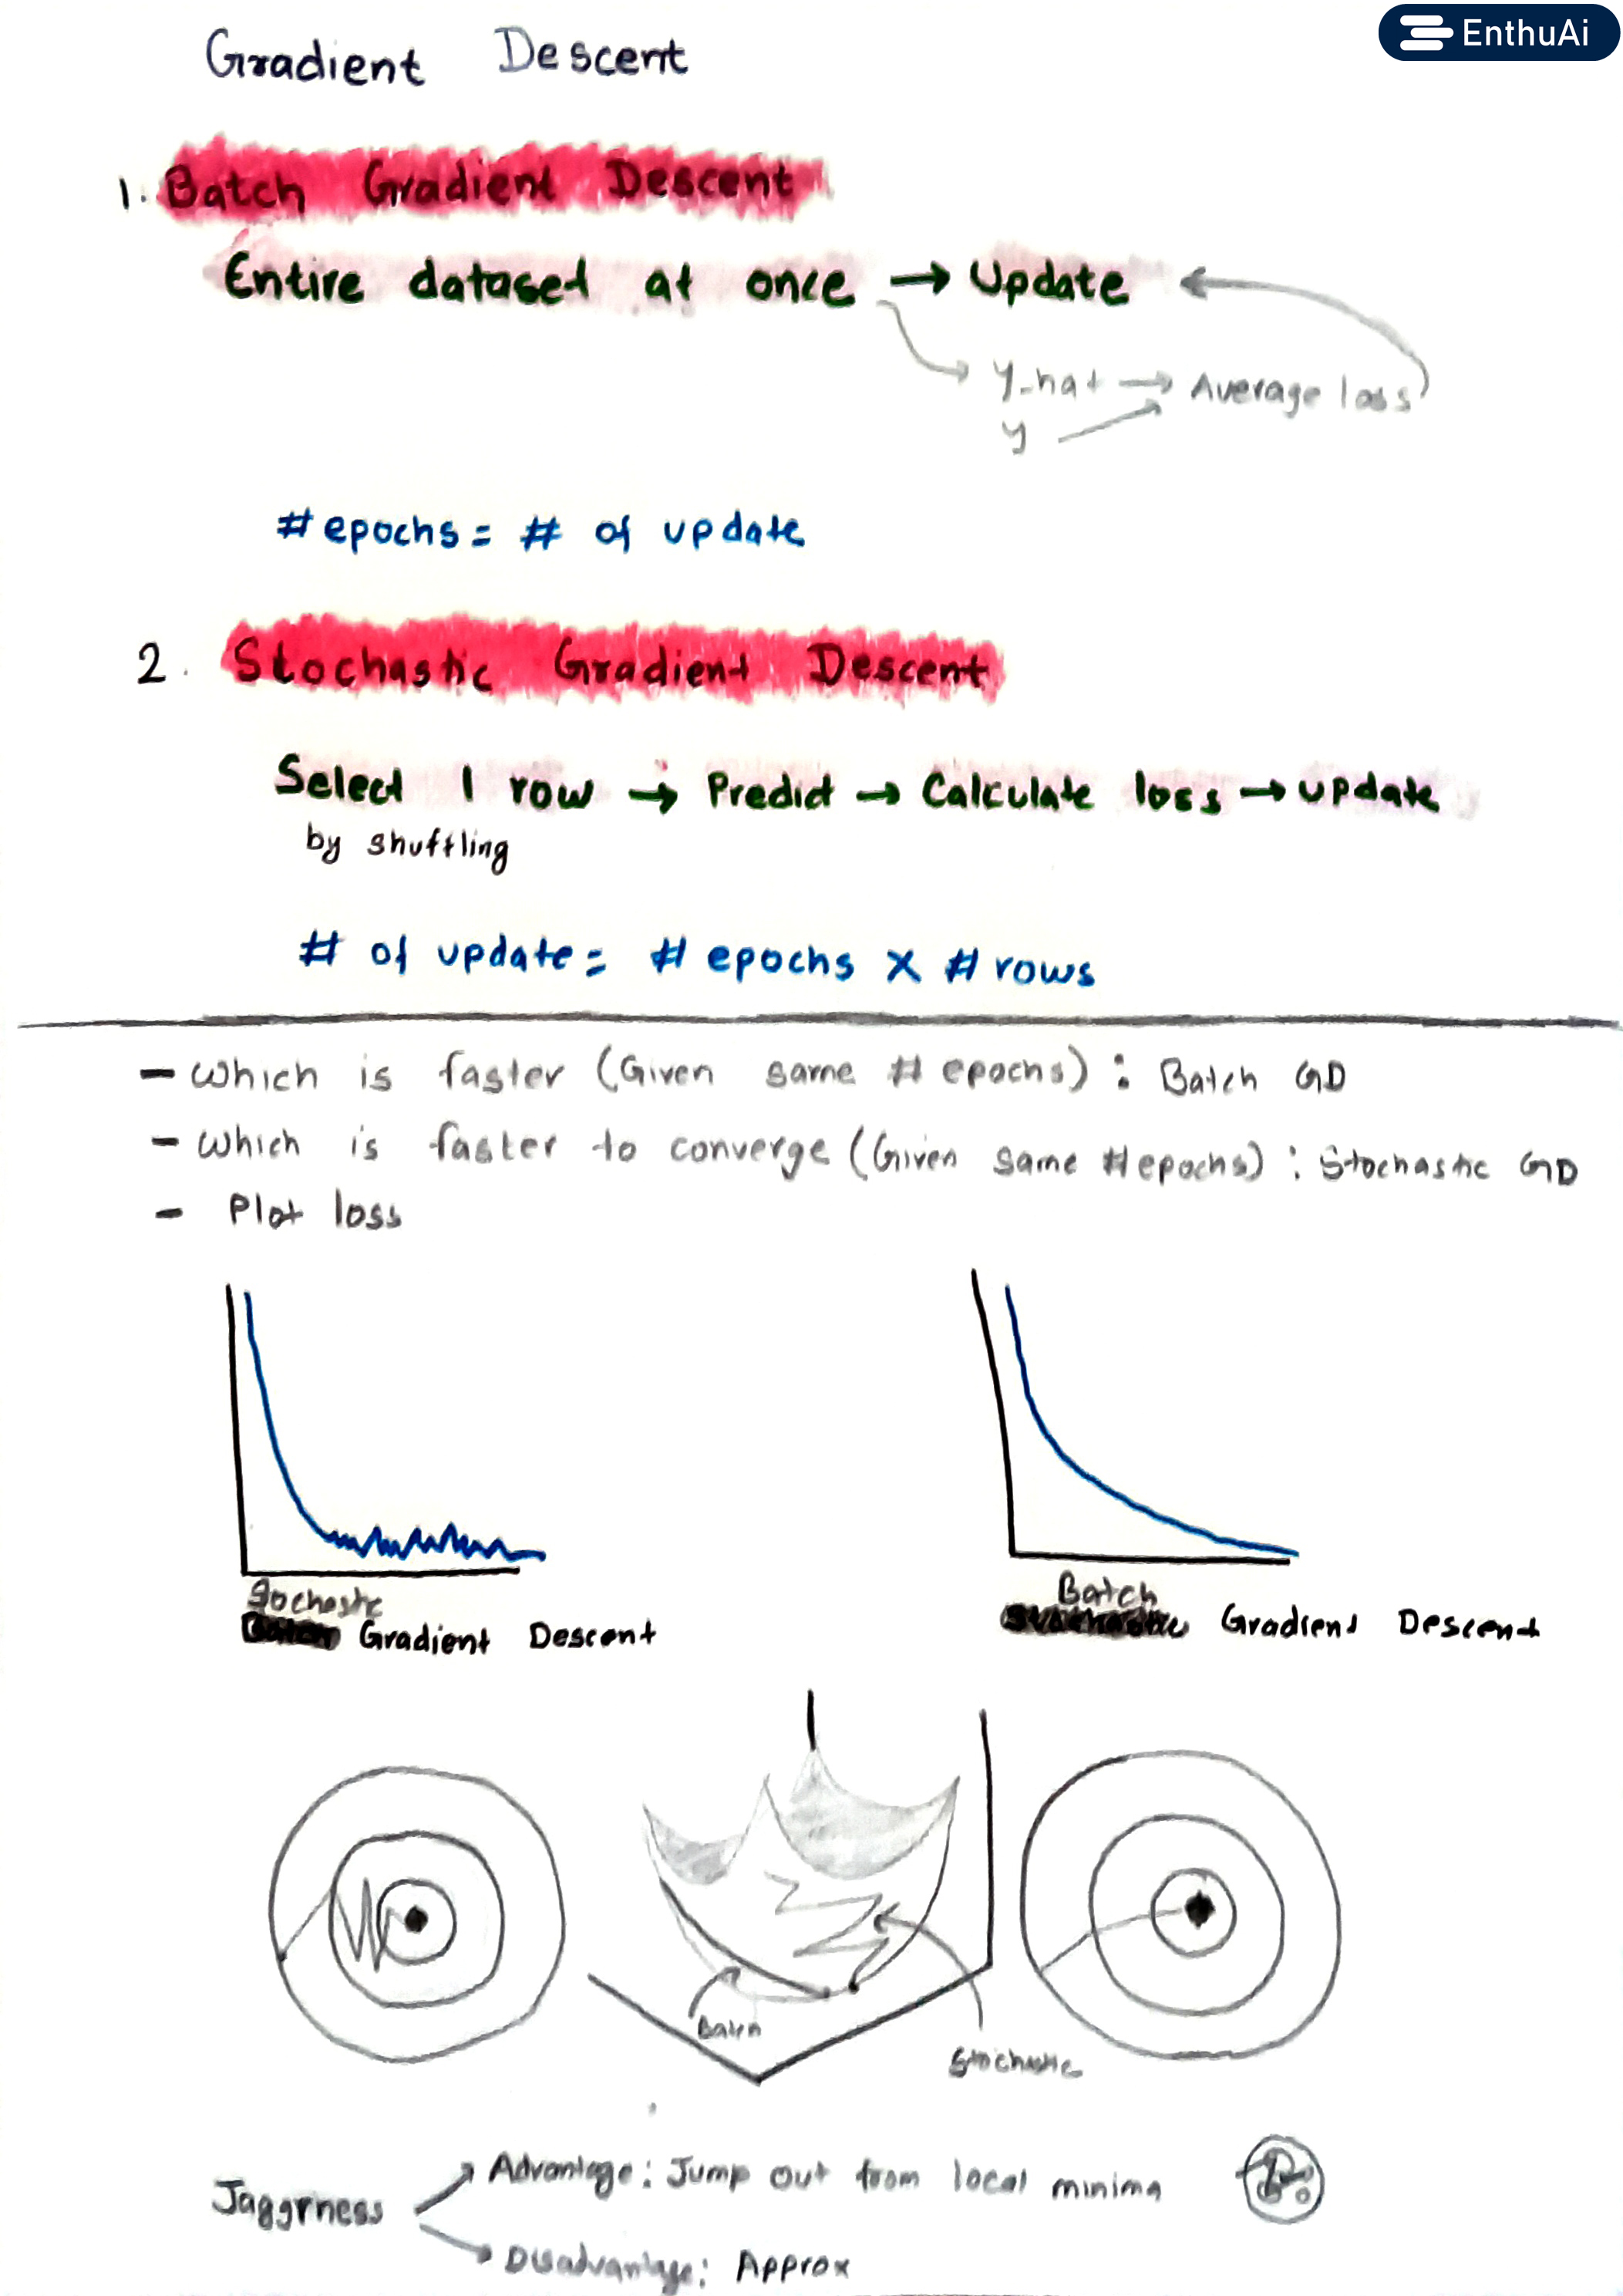 EnthuAi
Gradient Descent
1. Batch Gradient Descent
Entire dataset at once → Update
y-hat → Average loss
y
#epochs = # of update
2. Stochastic Gradient Descent
Select 1 row → Predict → Calculate loss → update
by shuffling
# of update = # epochs x # rows
- which is faster (Given same # epochs) : Batch GD
- which is faster to converge (Given same #epochs) : Stochastic GD
- Plot loss
Stochastic
Gradient Descent
Batch
Gradient Descent
Batch
Stochastic
Jaggrness
Advantage: Jump out from local minima
Disadvantage: Approx